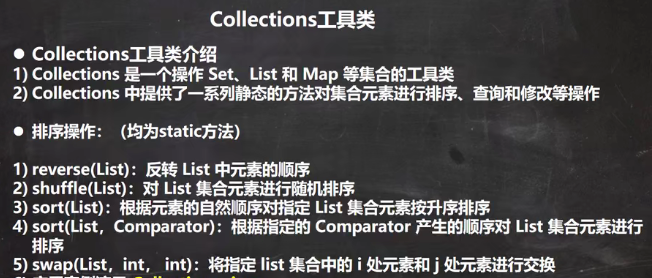 Collections工具类
● Collections工具类介绍
1) Collections 是一个操作 Set、List 和 Map 等集合的工具类
2) Collections 中提供了一系列静态的方法对集合元素进行排序、查询和修改等操作
● 排序操作：（均为static方法）
1) reverse(List)：反转 List 中元素的顺序
2) shuffle(List)：对 List 集合元素进行随机排序
3) sort(List)：根据元素的自然顺序对指定 List 集合元素按升序排序
4) sort(List，Comparator)：根据指定的 Comparator 产生的顺序对 List 集合元素进行
排序
5) swap(List，int， int)：将指定 list 集合中的 i 处元素和 j 处元素进行交换